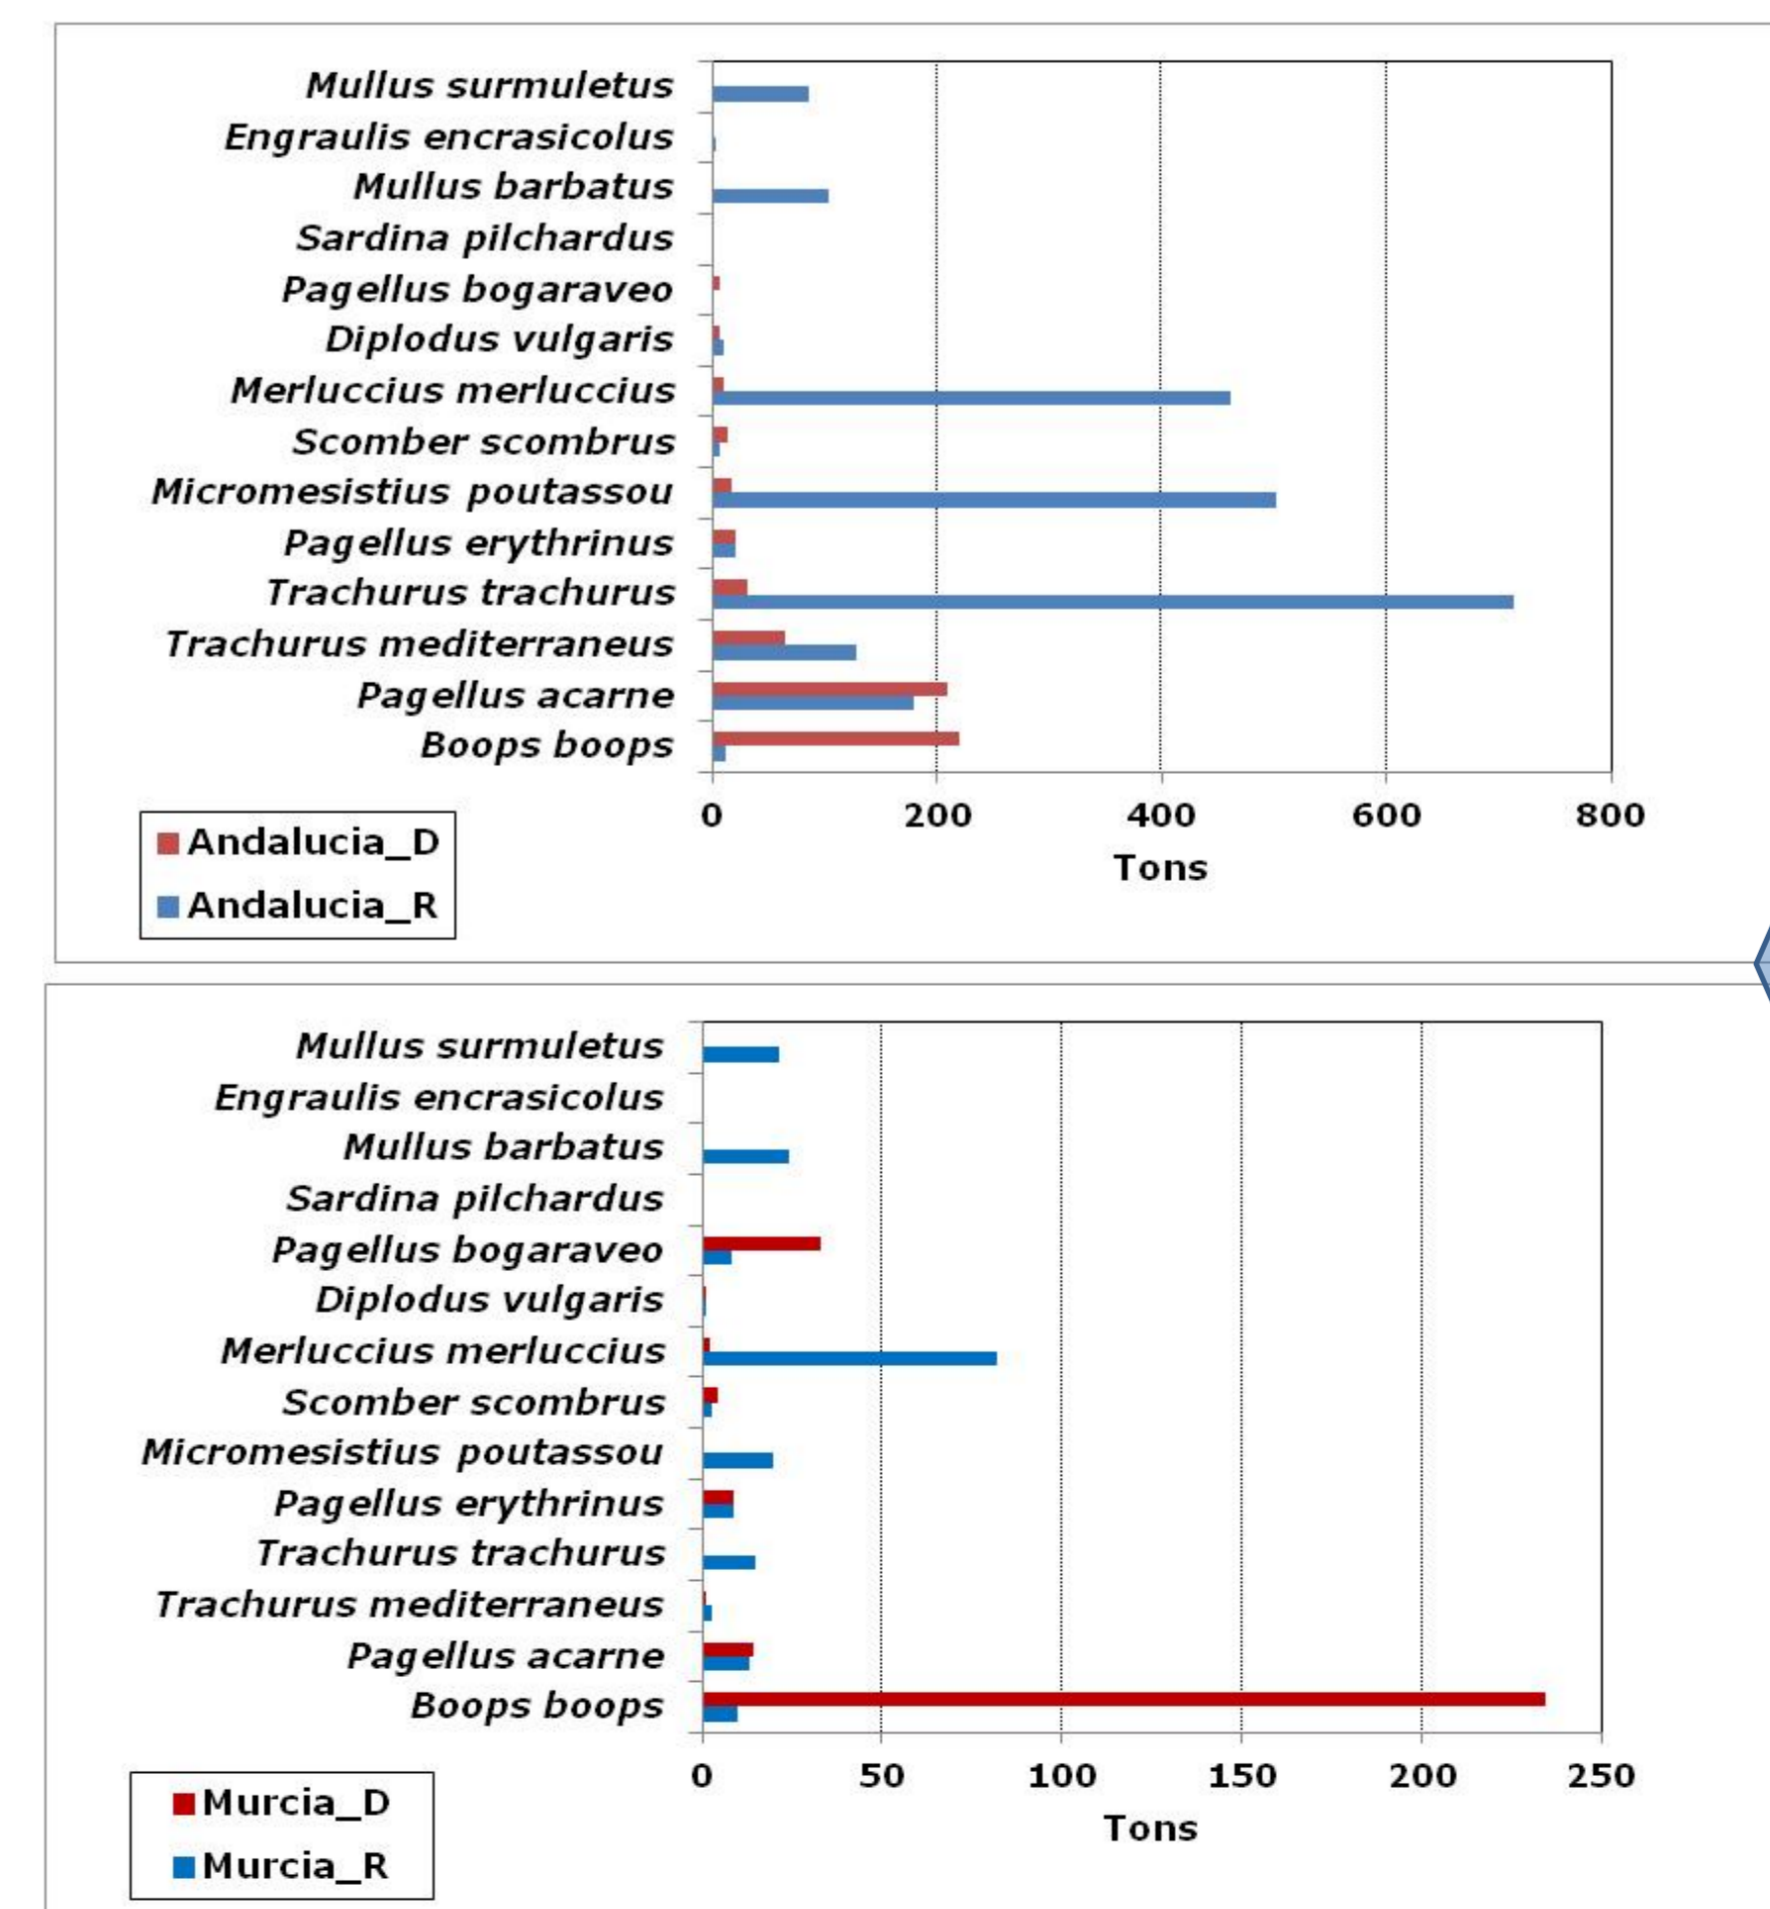 Mullus surmuletus
Engraulis encrasicolus
Mullus barbatus
Sardina pilchardus
Pagellus bogaraveo
Diplodus vulgaris
Merluccius merluccius
Scomber scombrus
Micromesistius poutassou
Pagellus erythrinus
Trachurus trachurus
Trachurus mediterraneus
Pagellus acarne
Boops boops
0 200 400 600 800
Tons
Andalucia_D
Andalucia_R
Mullus surmuletus
Engraulis encrasicolus
Mullus barbatus
Sardina pilchardus
Pagellus bogaraveo
Diplodus vulgaris
Merluccius merluccius
Scomber scombrus
Micromesistius poutassou
Pagellus erythrinus
Trachurus trachurus
Trachurus mediterraneus
Pagellus acarne
Boops boops
0 50 100 150 200 250
Tons
Murcia_D
Murcia_R